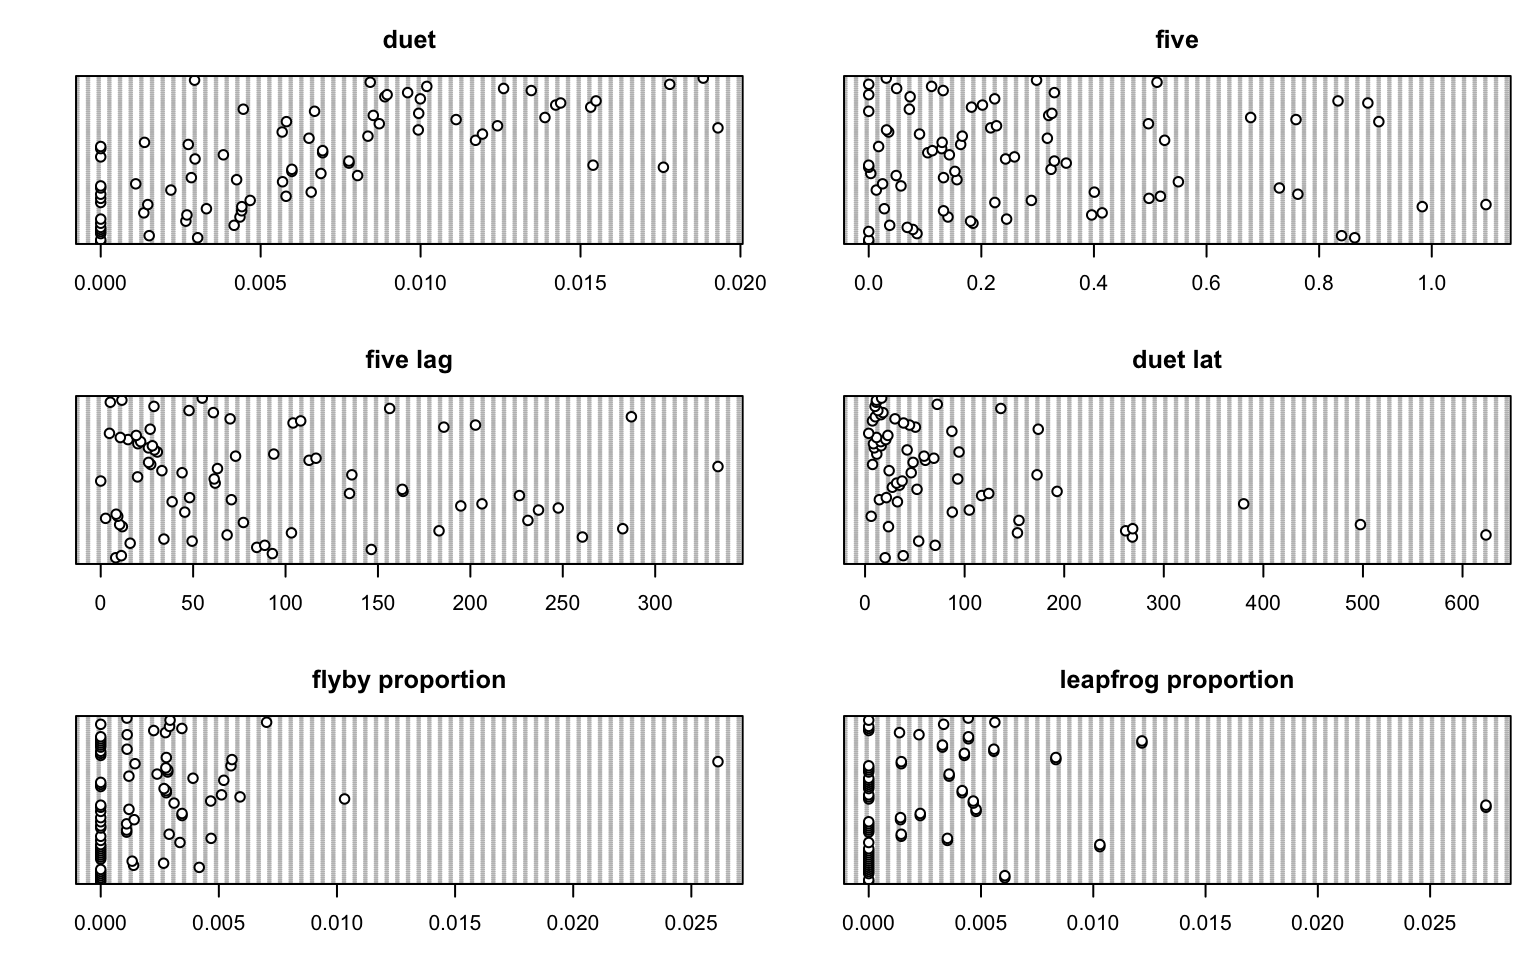 duet
0.000 0.005 0.010 0.015 0.020
five
0.0 0.2 0.4 0.6 0.8 1.0
five lag
0 50 100 150 200 250 300
duet lat
0 100 200 300 400 500 600
flyby proportion
0.000 0.005 0.010 0.015 0.020 0.025
leapfrog proportion
0.000 0.005 0.010 0.015 0.020 0.025